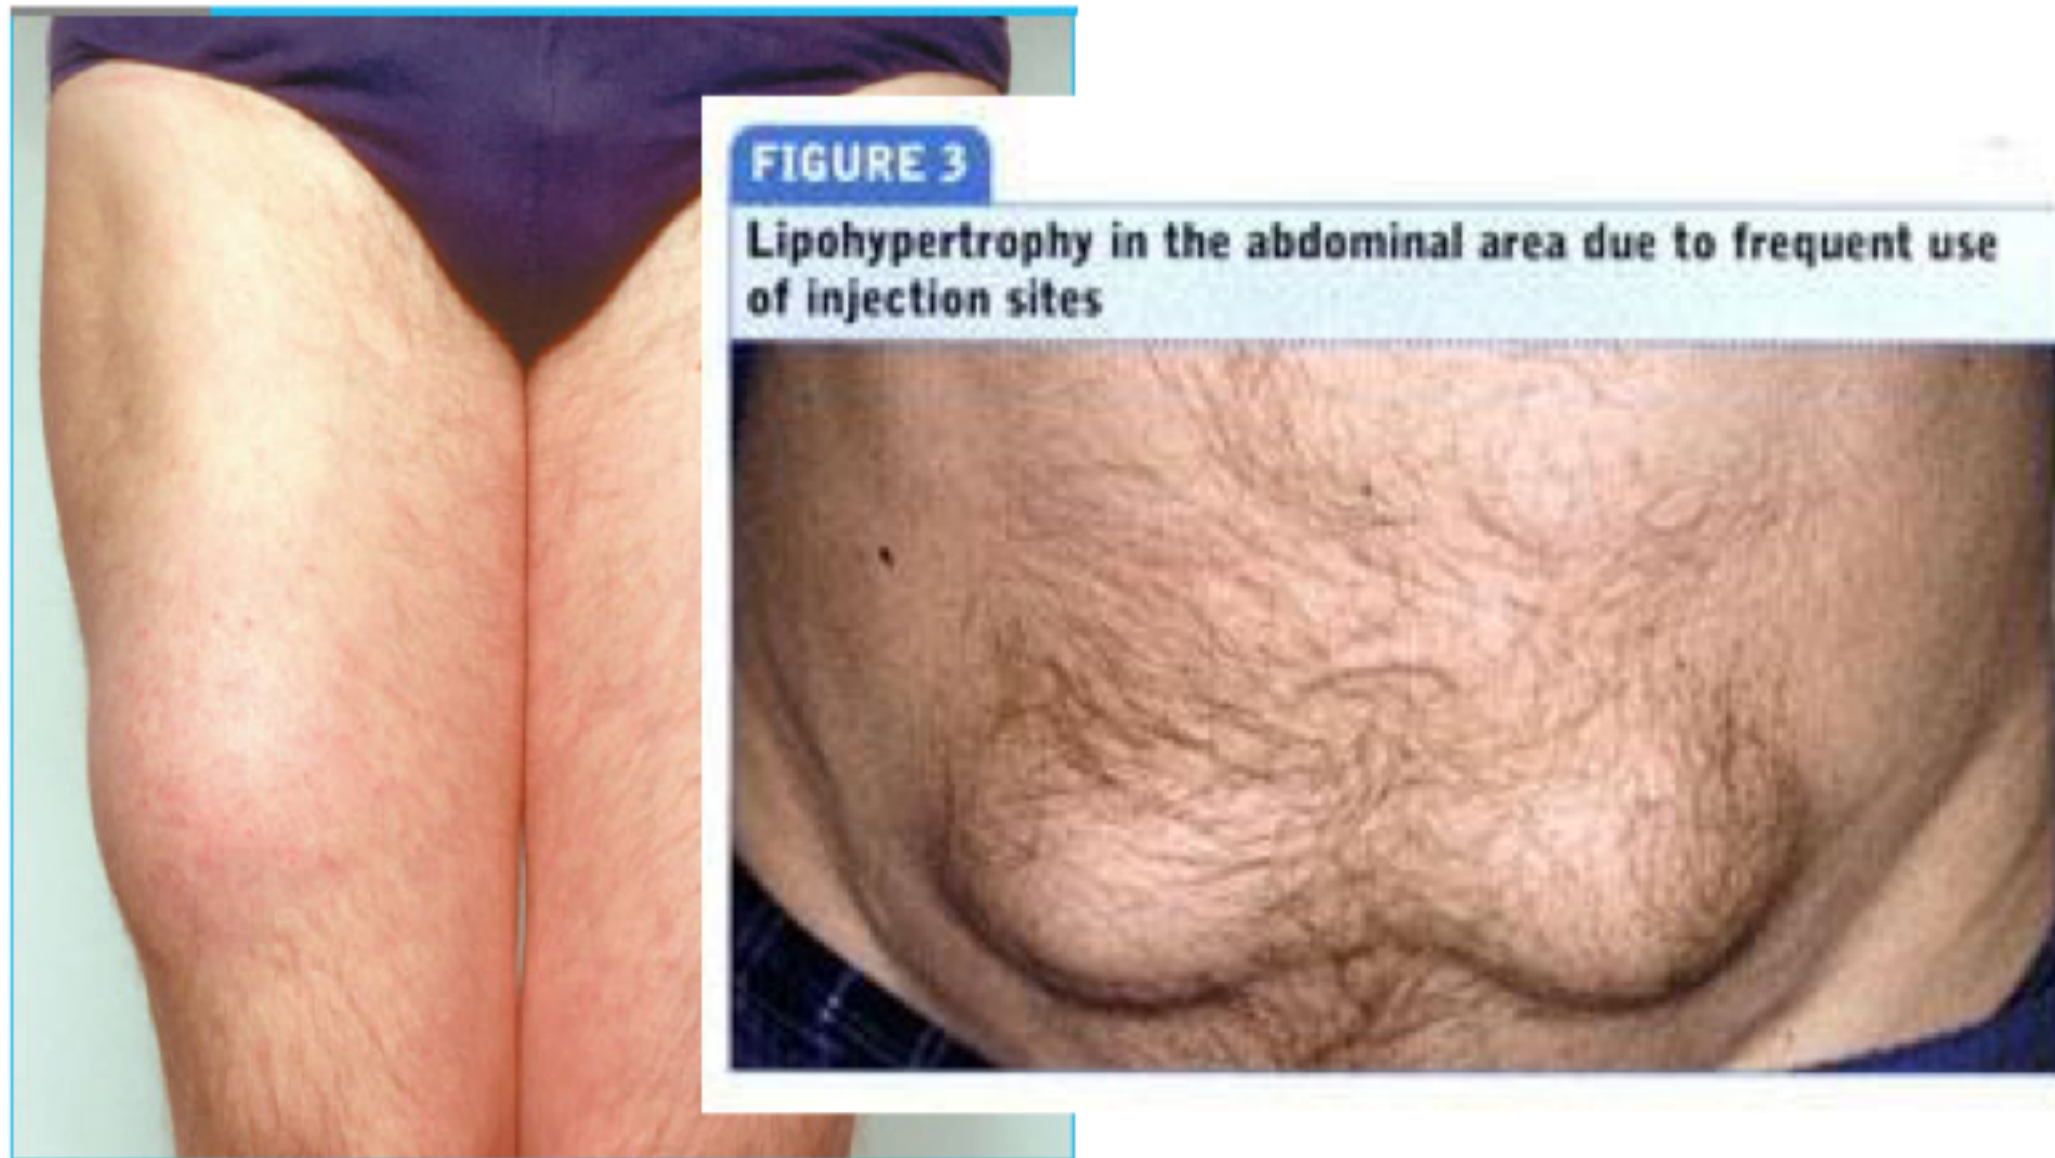 FIGURE 3
Lipohypertrophy in the abdominal area due to frequent use
of injection sites